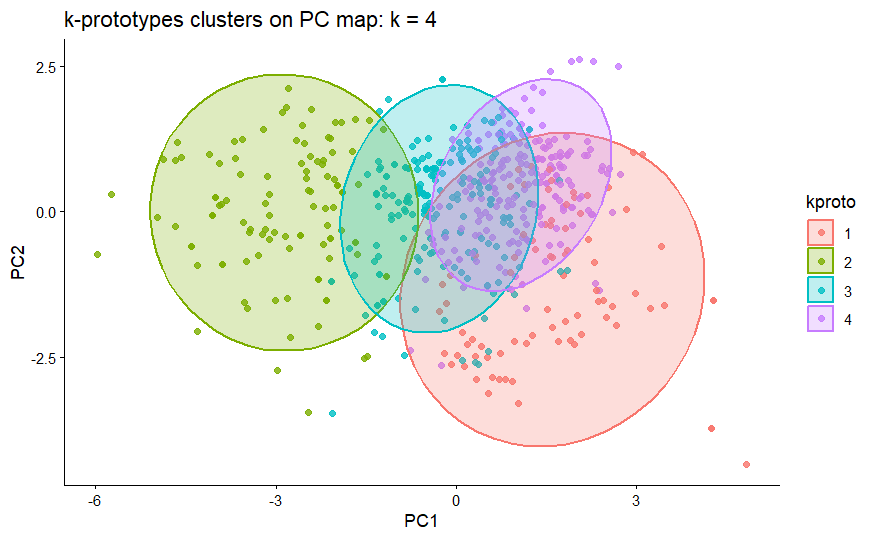 k-prototypes clusters on PC map: k = 4
2.5
0.0
-2.5
PC2
-6
-3
0
3
PC1
kproto
1
2
3
4